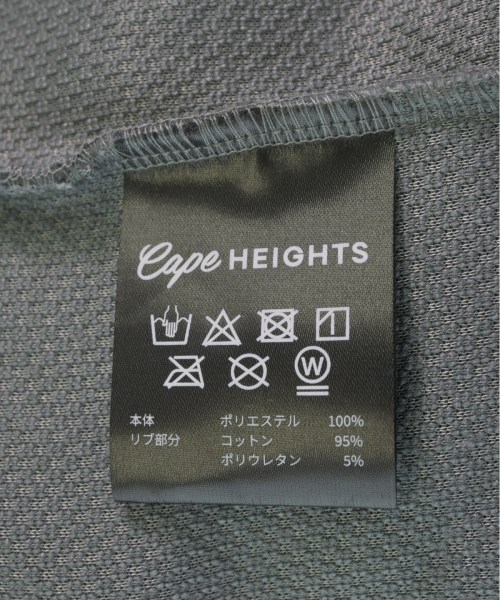 Cape HEIGHTS
W
本体 ポリエステル 100%
リブ部分 コットン 95%
ポリウレタン 5%